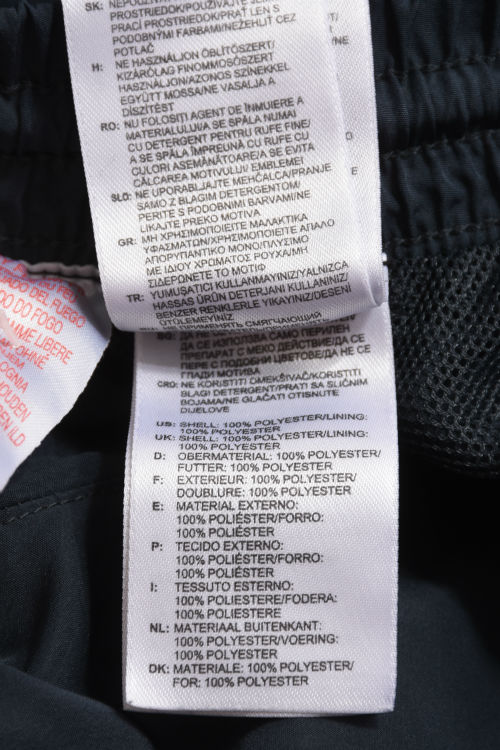 SK: NEPOUŽÍV
PROSTRIEDOK/POUŽÍVAJTE
PRACÍ PROSTRIEDOK/PRAŤ LEN S
PODOBNÝMI FARBAMI/NEŽEHLIŤ CEZ
POTLAČ
H: NE HASZNÁLJON ÖBLÍTŐSZERT/
KIZÁRÓLAG FINOMMOSÓSZERT
HASZNÁLJON/AZONOS SZÍNEKKEL
EGYÜTT MOSSA/NE VASALJA A
DÍSZÍTÉST
RO: NU FOLOSIȚI AGENT DE ÎNMUIERE A
MATERIALULUI/A SE SPĂLA NUMAI
CU DETERGENT PENTRU RUFE FINE/
A SE SPĂLA ÎMPREUNĂ CU RUFE CU
CULORI ASEMĂNĂTOARE/A SE EVITA
CĂLCAREA MOTIVULUI/ EMBLEMEI
SLO: NE UPORABLJAJTE MEHČALCA/PRANJE
SAMO Z BLAGIM DETERGENTOM/
PERITE S PODOBNIMI BARVAMI/NE
LIKAJTE PREKO MOTIVA
GR: ΜΗ ΧΡΗΣΙΜΟΠΟΙΕΙΤΕ ΜΑΛΑΚΤΙΚΑ
ΥΦΑΣΜΑΤΩΝ/ΧΡΗΣΙΜΟΠΟΙΕΙΤΕ ΑΠΑΛΟ
ΑΠΟΡΥΠΑΝΤΙΚΟ ΜΟΝΟ/ΠΛΥΣΙΜΟ
ΜΕ ΙΔΙΟΥ ΧΡΩΜΑΤΟΣ ΡΟΥΧΑ/ΜΗ
ΣΙΔΕΡΩΝΕΤΕ ΤΟ ΜΟΤΙΦ
TR: YUMUŞATICI KULLANMAYINIZ/YALNIZCA
HASSAS ÜRÜN DETERJANI KULLANINIZ/
BENZER RENKLERLE YIKAYINIZ/DESENİ
ÜTÜLEMEYİNİZ
ПРИМЕНЯТЬ СМЯГЧАЮЩИЙ
ДА СЕ ИЗПОЛЗВА САМО ПЕРИЛЕН
ПРЕПАРАТ С МЕКО ДЕЙСТВИЕ/ДА СЕ
ПЕРЕ С ПОДОБНИ ЦВЕТОВЕ/ДА НЕ СЕ
ГЛАДИ МОТИВА
CRO: NE KORISTITI OMEKŠIVAČ/KORISTITI
BLAGI DETERGENT/PRATI SA SLIČNIM
BOJAMA/NE GLAČATI OTISNUTE
DIJELOVE
US: SHELL: 100% POLYESTER/LINING:
100% POLYESTER
UK: SHELL: 100% POLYESTER/LINING:
100% POLYESTER
D: OBERMATERIAL: 100% POLYESTER/
FUTTER: 100% POLYESTER
F: EXTERIEUR: 100% POLYESTER/
DOUBLURE: 100% POLYESTER
E: MATERIAL EXTERNO:
100% POLIÉSTER/FORRO:
100% POLIÉSTER
P: TECIDO EXTERNO:
100% POLIÉSTER/FORRO:
100% POLIÉSTER
I: TESSUTO ESTERNO:
100% POLIESTERE/FODERA:
100% POLIESTERE
NL: MATERIAAL BUITENKANT:
100% POLYESTER/VOERING:
100% POLYESTER
DK: MATERIALE: 100% POLYESTER/
FOR: 100% POLYESTER
DEL FUEGO
DO FOGO
LIBERE